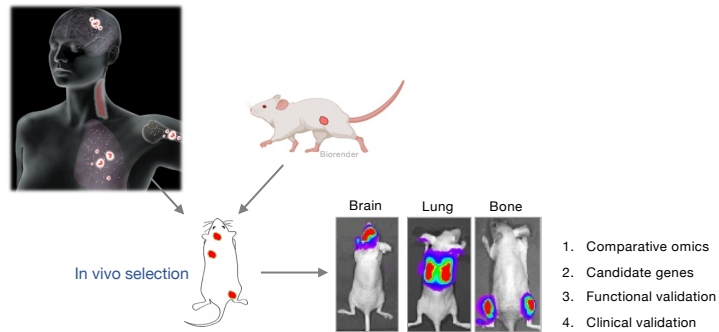 Biorender
Brain
Lung
Bone
In vivo selection
1. Comparative omics
2. Candidate genes
3. Functional validation
4. Clinical validation